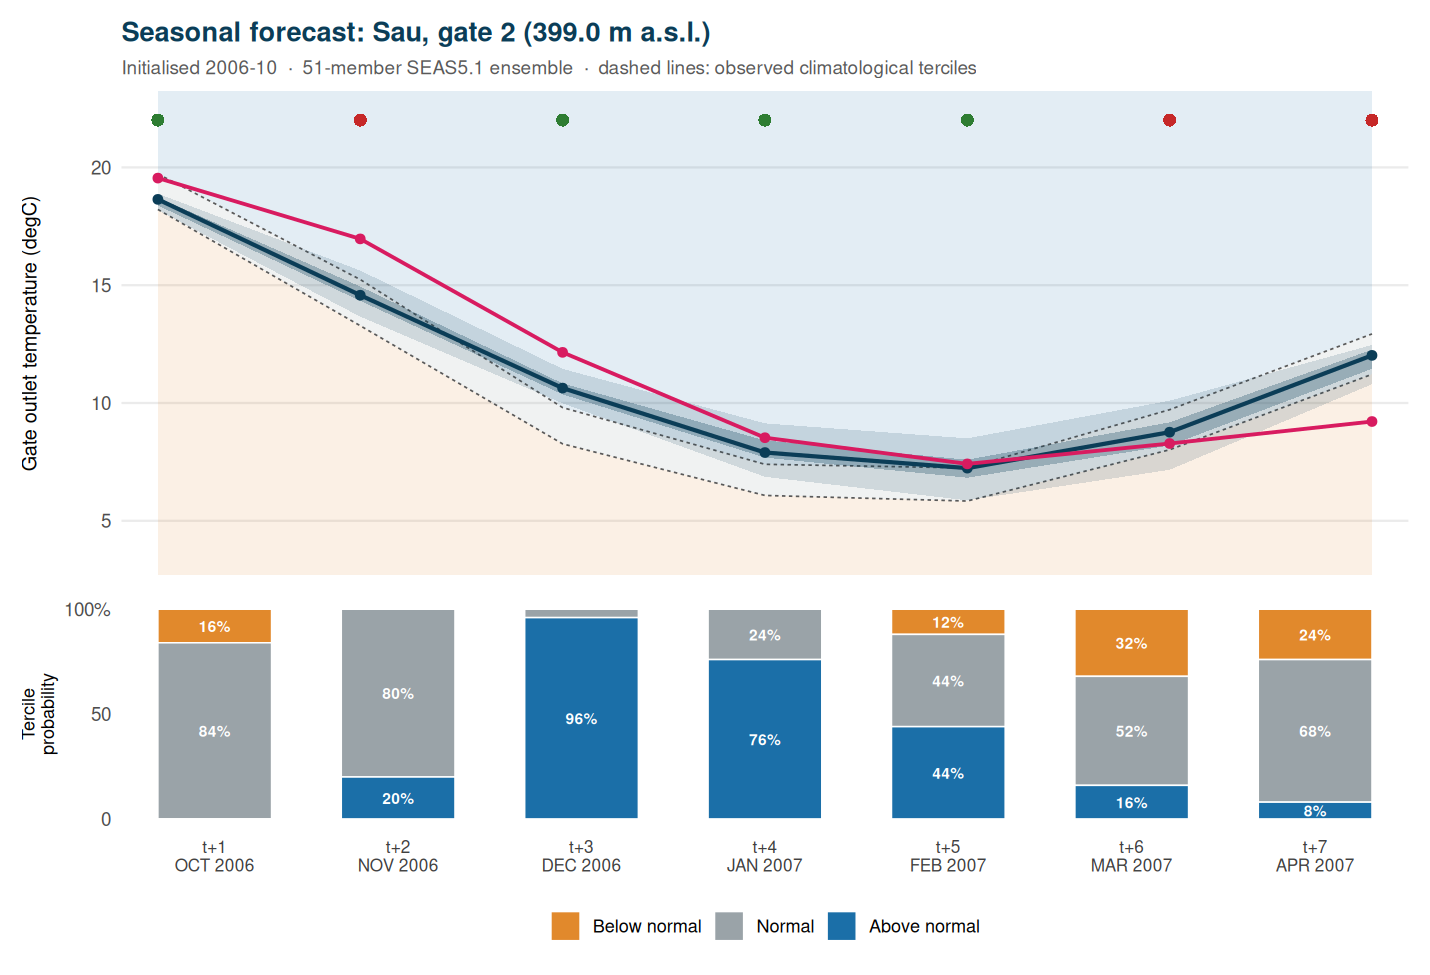 Seasonal forecast: Sau, gate 2 (399.0 m a.s.l.)
Initialised 2006-10 · 51-member SEAS5.1 ensemble · dashed lines: observed climatological terciles
Gate outlet temperature (degC)
20
15
10
5
Tercile
probability
100%
50
0
16%
84%
80%
20%
96%
24%
76%
12%
44%
44%
32%
52%
16%
24%
68%
8%
t+1
OCT 2006
t+2
NOV 2006
t+3
DEC 2006
t+4
JAN 2007
t+5
FEB 2007
t+6
MAR 2007
t+7
APR 2007
Below normal
Normal
Above normal